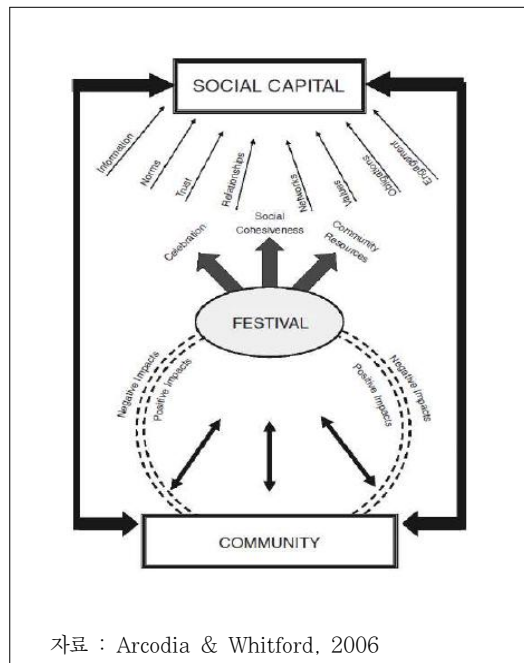 SOCIAL CAPITAL
Information
Norms
Trust
Relationships
Networks
Values
Obligations
Engagement
Celebration
Social
Cohesiveness
Community
Resources
FESTIVAL
Negative Impacts
Positive Impacts
Positive Impacts
Negative Impacts
COMMUNITY
자료 : Arcodia & Whitford, 2006